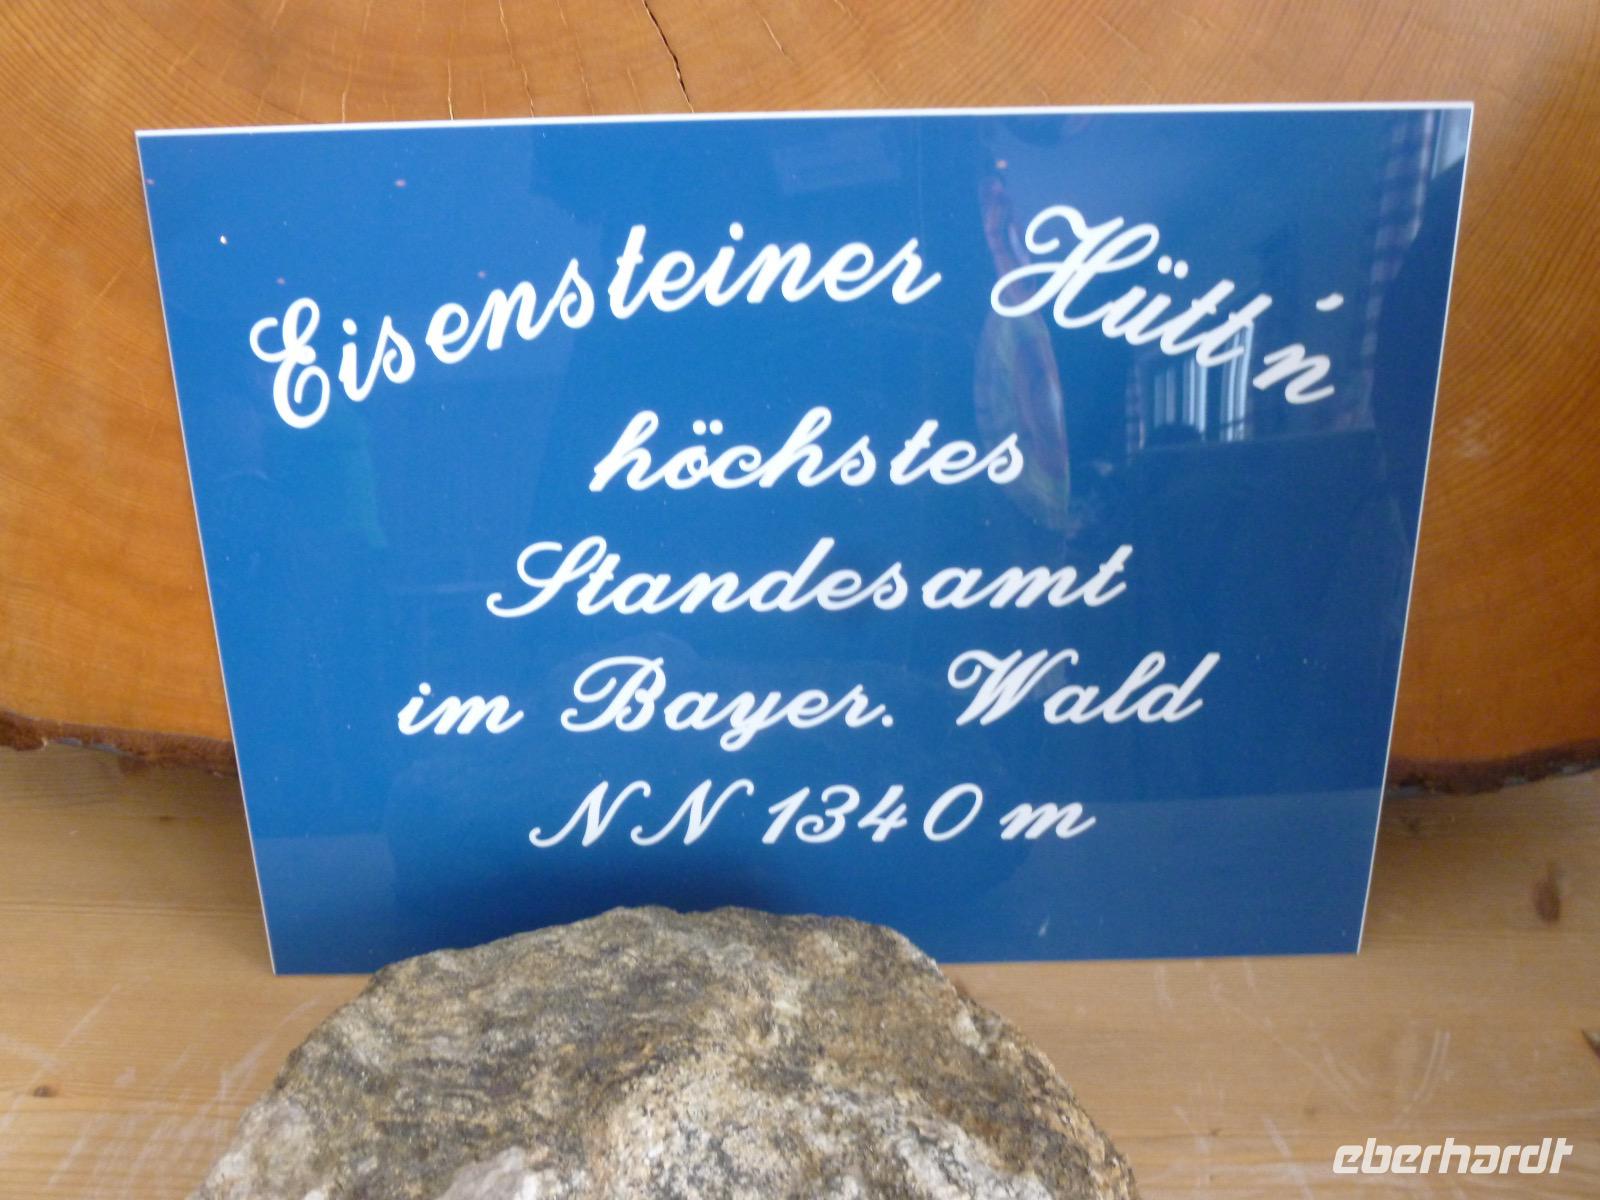 Eisensteiner Hütt'n
höchstes
Standesamt
im Bayer. Wald
NN 1340 m
eberhardt